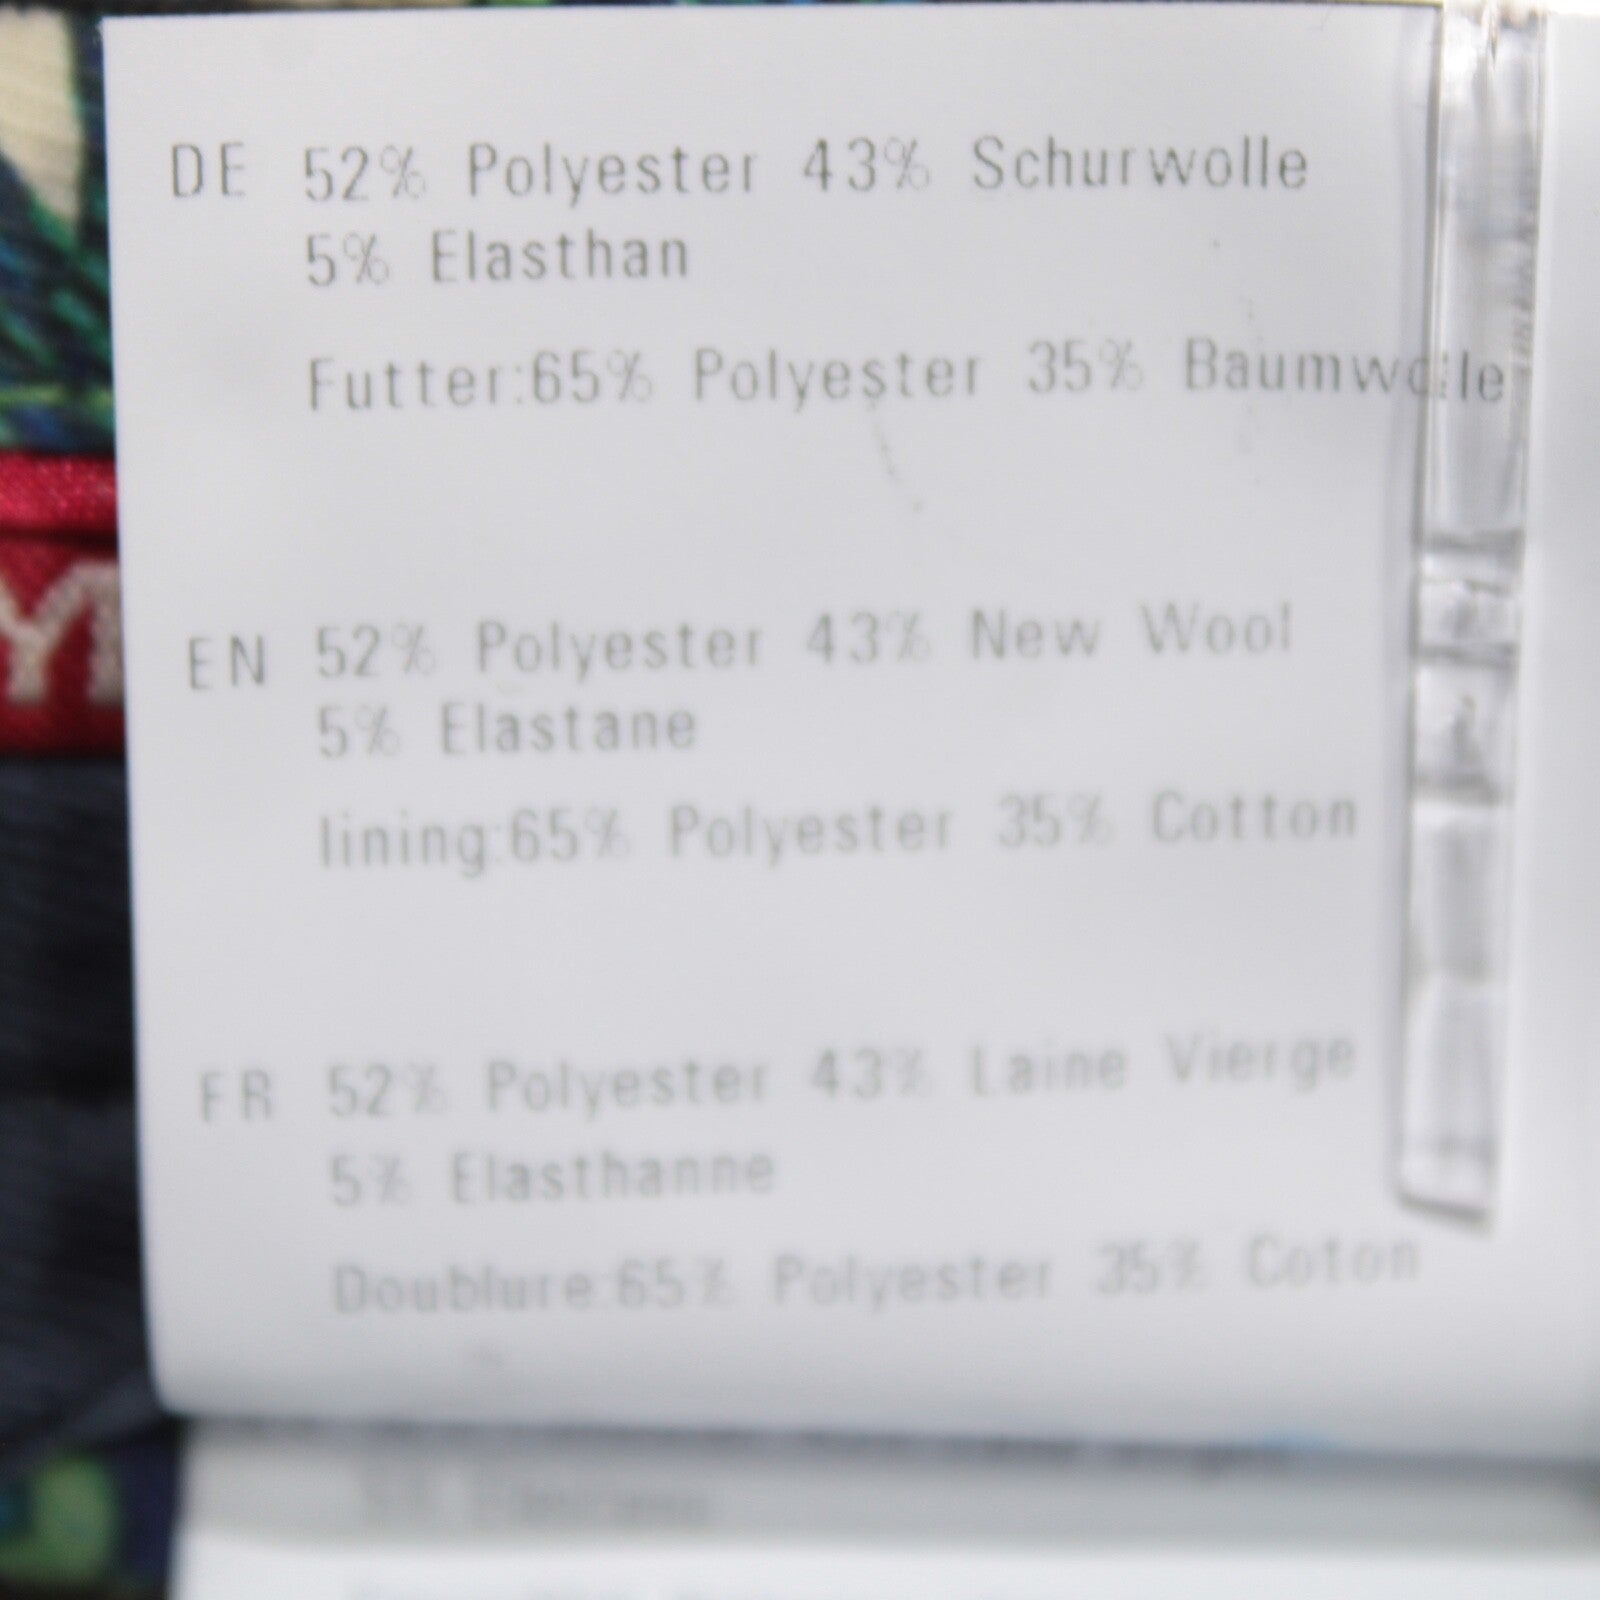 DE 52% Polyester 43% Schurwolle
5% Elasthan
Futter:65% Polyester 35% Baumwolle
EN 52% Polyester 43% New Wool
5% Elastane
lining:65% Polyester 35% Cotton
FR 52% Polyester 43% Laine Vierge
5% Elasthanne
Doublure:65% Polyester 35% Coton